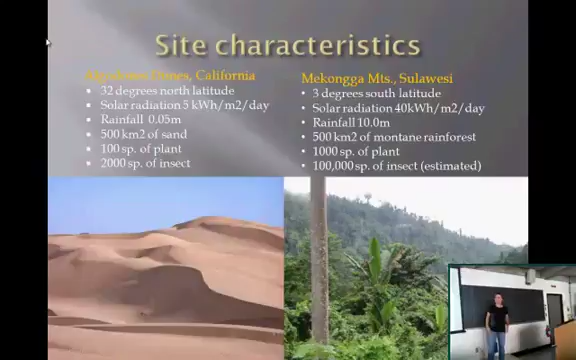 Site characteristics
Dunes, California
32 degrees north latitude
Solar radiation 5 kWh/m2/day
Rainfall 0.05m
500 km2 of sand
100 sp. of plant
2000 sp. of insect
Mekongga Mts., Sulawesi
3 degrees south latitude
Solar radiation 40kWh/m2/day
Rainfall 10.0m
500 km2 of montane rainforest
1000 sp. of plant
100,000 sp. of insect (estimated)